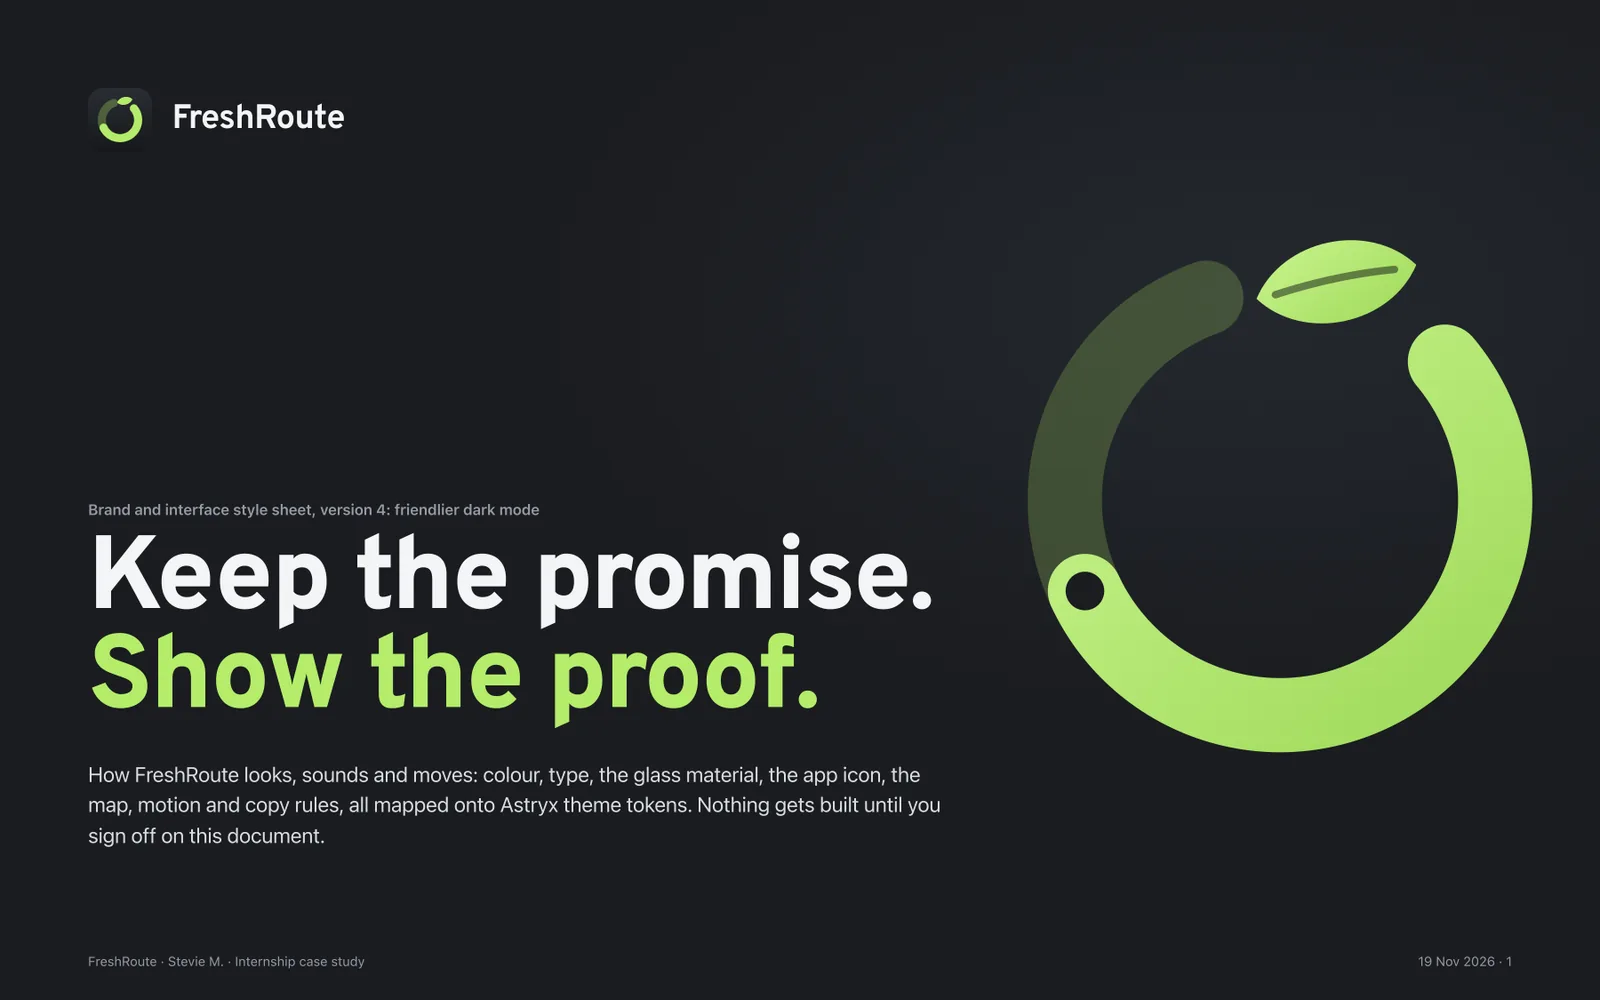 FreshRoute
Brand and interface style sheet, version 4: friendlier dark mode
Keep the promise.
Show the proof.
How FreshRoute looks, sounds and moves: colour, type, the glass material, the app icon, the
map, motion and copy rules, all mapped onto Astryx theme tokens. Nothing gets built until you
sign off on this document.
FreshRoute · Stevie M. · Internship case study
19 Nov 2026 · 1